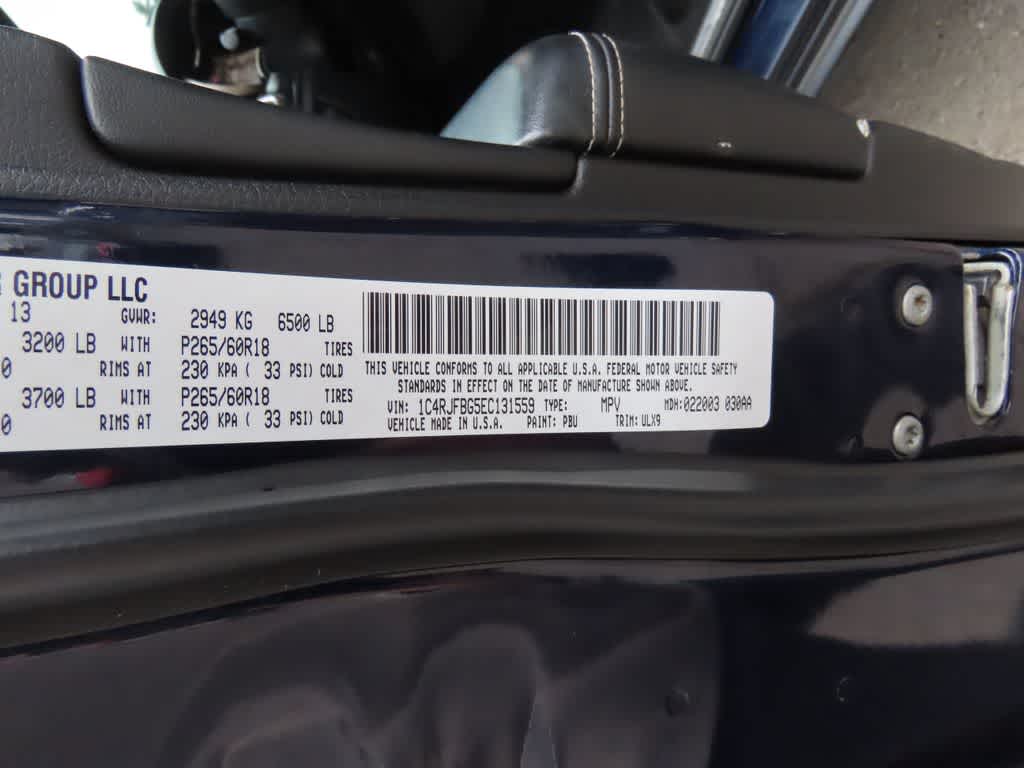 R GROUP LLC
13 GVWR: 2949 KG 6500 LB
3200 LB WITH P265/60R18 TIRES
0 RIMS AT 230 KPA ( 33 PSI) COLD
3700 LB WITH P265/60R18 TIRES
0 RIMS AT 230 KPA ( 33 PSI) COLD
THIS VEHICLE CONFORMS TO ALL APPLICABLE U.S.A. FEDERAL MOTOR VEHICLE SAFETY
STANDARDS IN EFFECT ON THE DATE OF MANUFACTURE SHOWN ABOVE.
VIN: 1C4RJFBG5EC131559 TYPE: MPV MDH:022003 030AA
VEHICLE MADE IN U.S.A. PAINT: PBU TRIM:ULX9